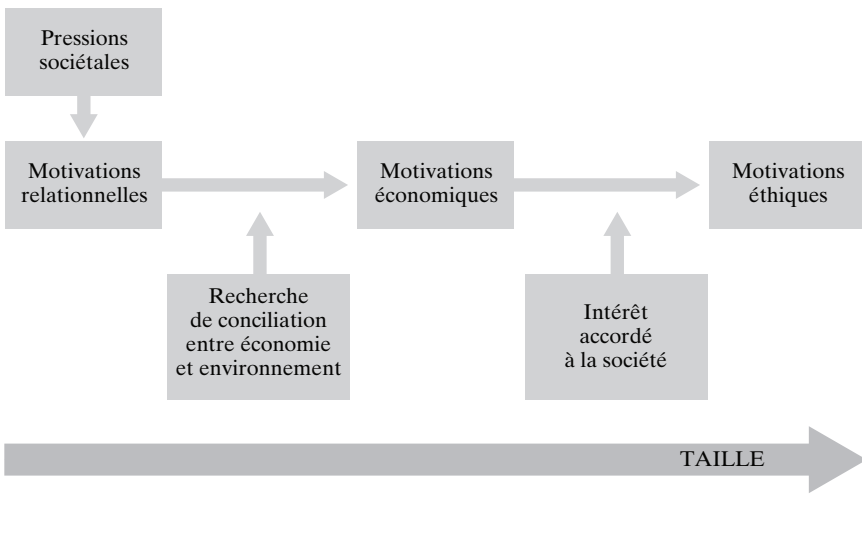 Pressions
sociétales
Motivations
relationnelles
Motivations
économiques
Motivations
éthiques
Recherche
de conciliation
entre économie
et environnement
Intérêt
accordé
à la société
TAILLE